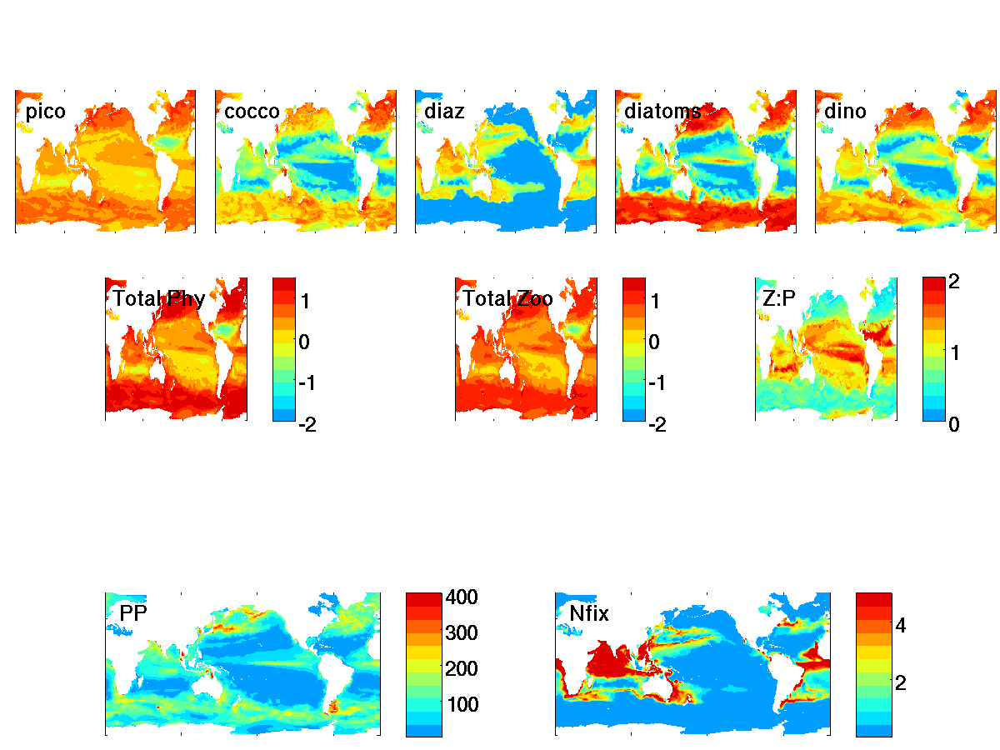 pico
cocco
diaz
diatoms
dino
Total Phy
1
0
-1
-2
Total Zoo
1
0
-1
-2
Z:P
2
1
0
PP
400
300
200
100
Nfix
4
2